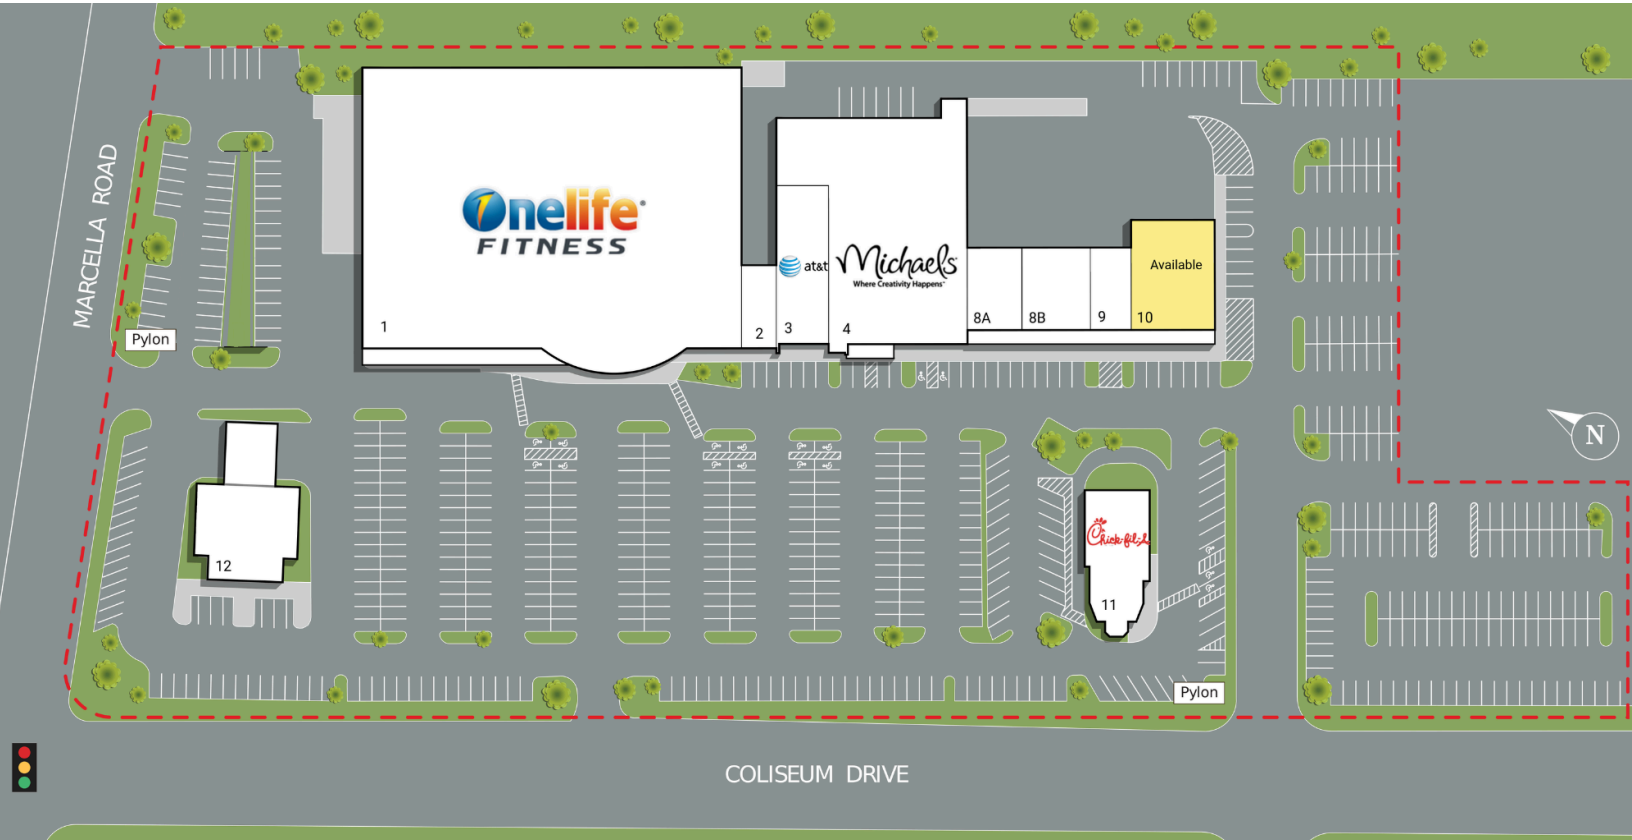 MARCELLA ROAD
Onelife
FITNESS
at&t
Michaels
Where Creativity Happens™
Available
1
2
3
4
8A
8B
9
10
Pylon
N
12
Chick-fil-A
11
Pylon
COLISEUM DRIVE